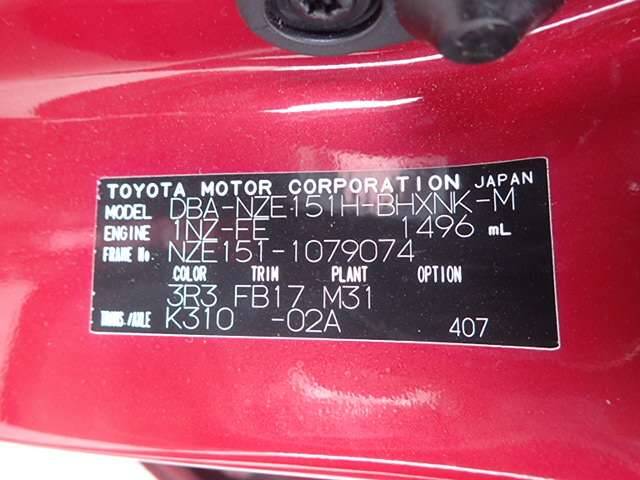 TOYOTA MOTOR CORPORATION JAPAN
MODEL DBA-NZE151H-BHXNK-M
ENGINE 1NZ-FE 1496 mL
FRAME No. NZE151-1079074
COLOR TRIM PLANT OPTION
3R3 FB17 M31
TRANS./AXLE K310 -02A 407